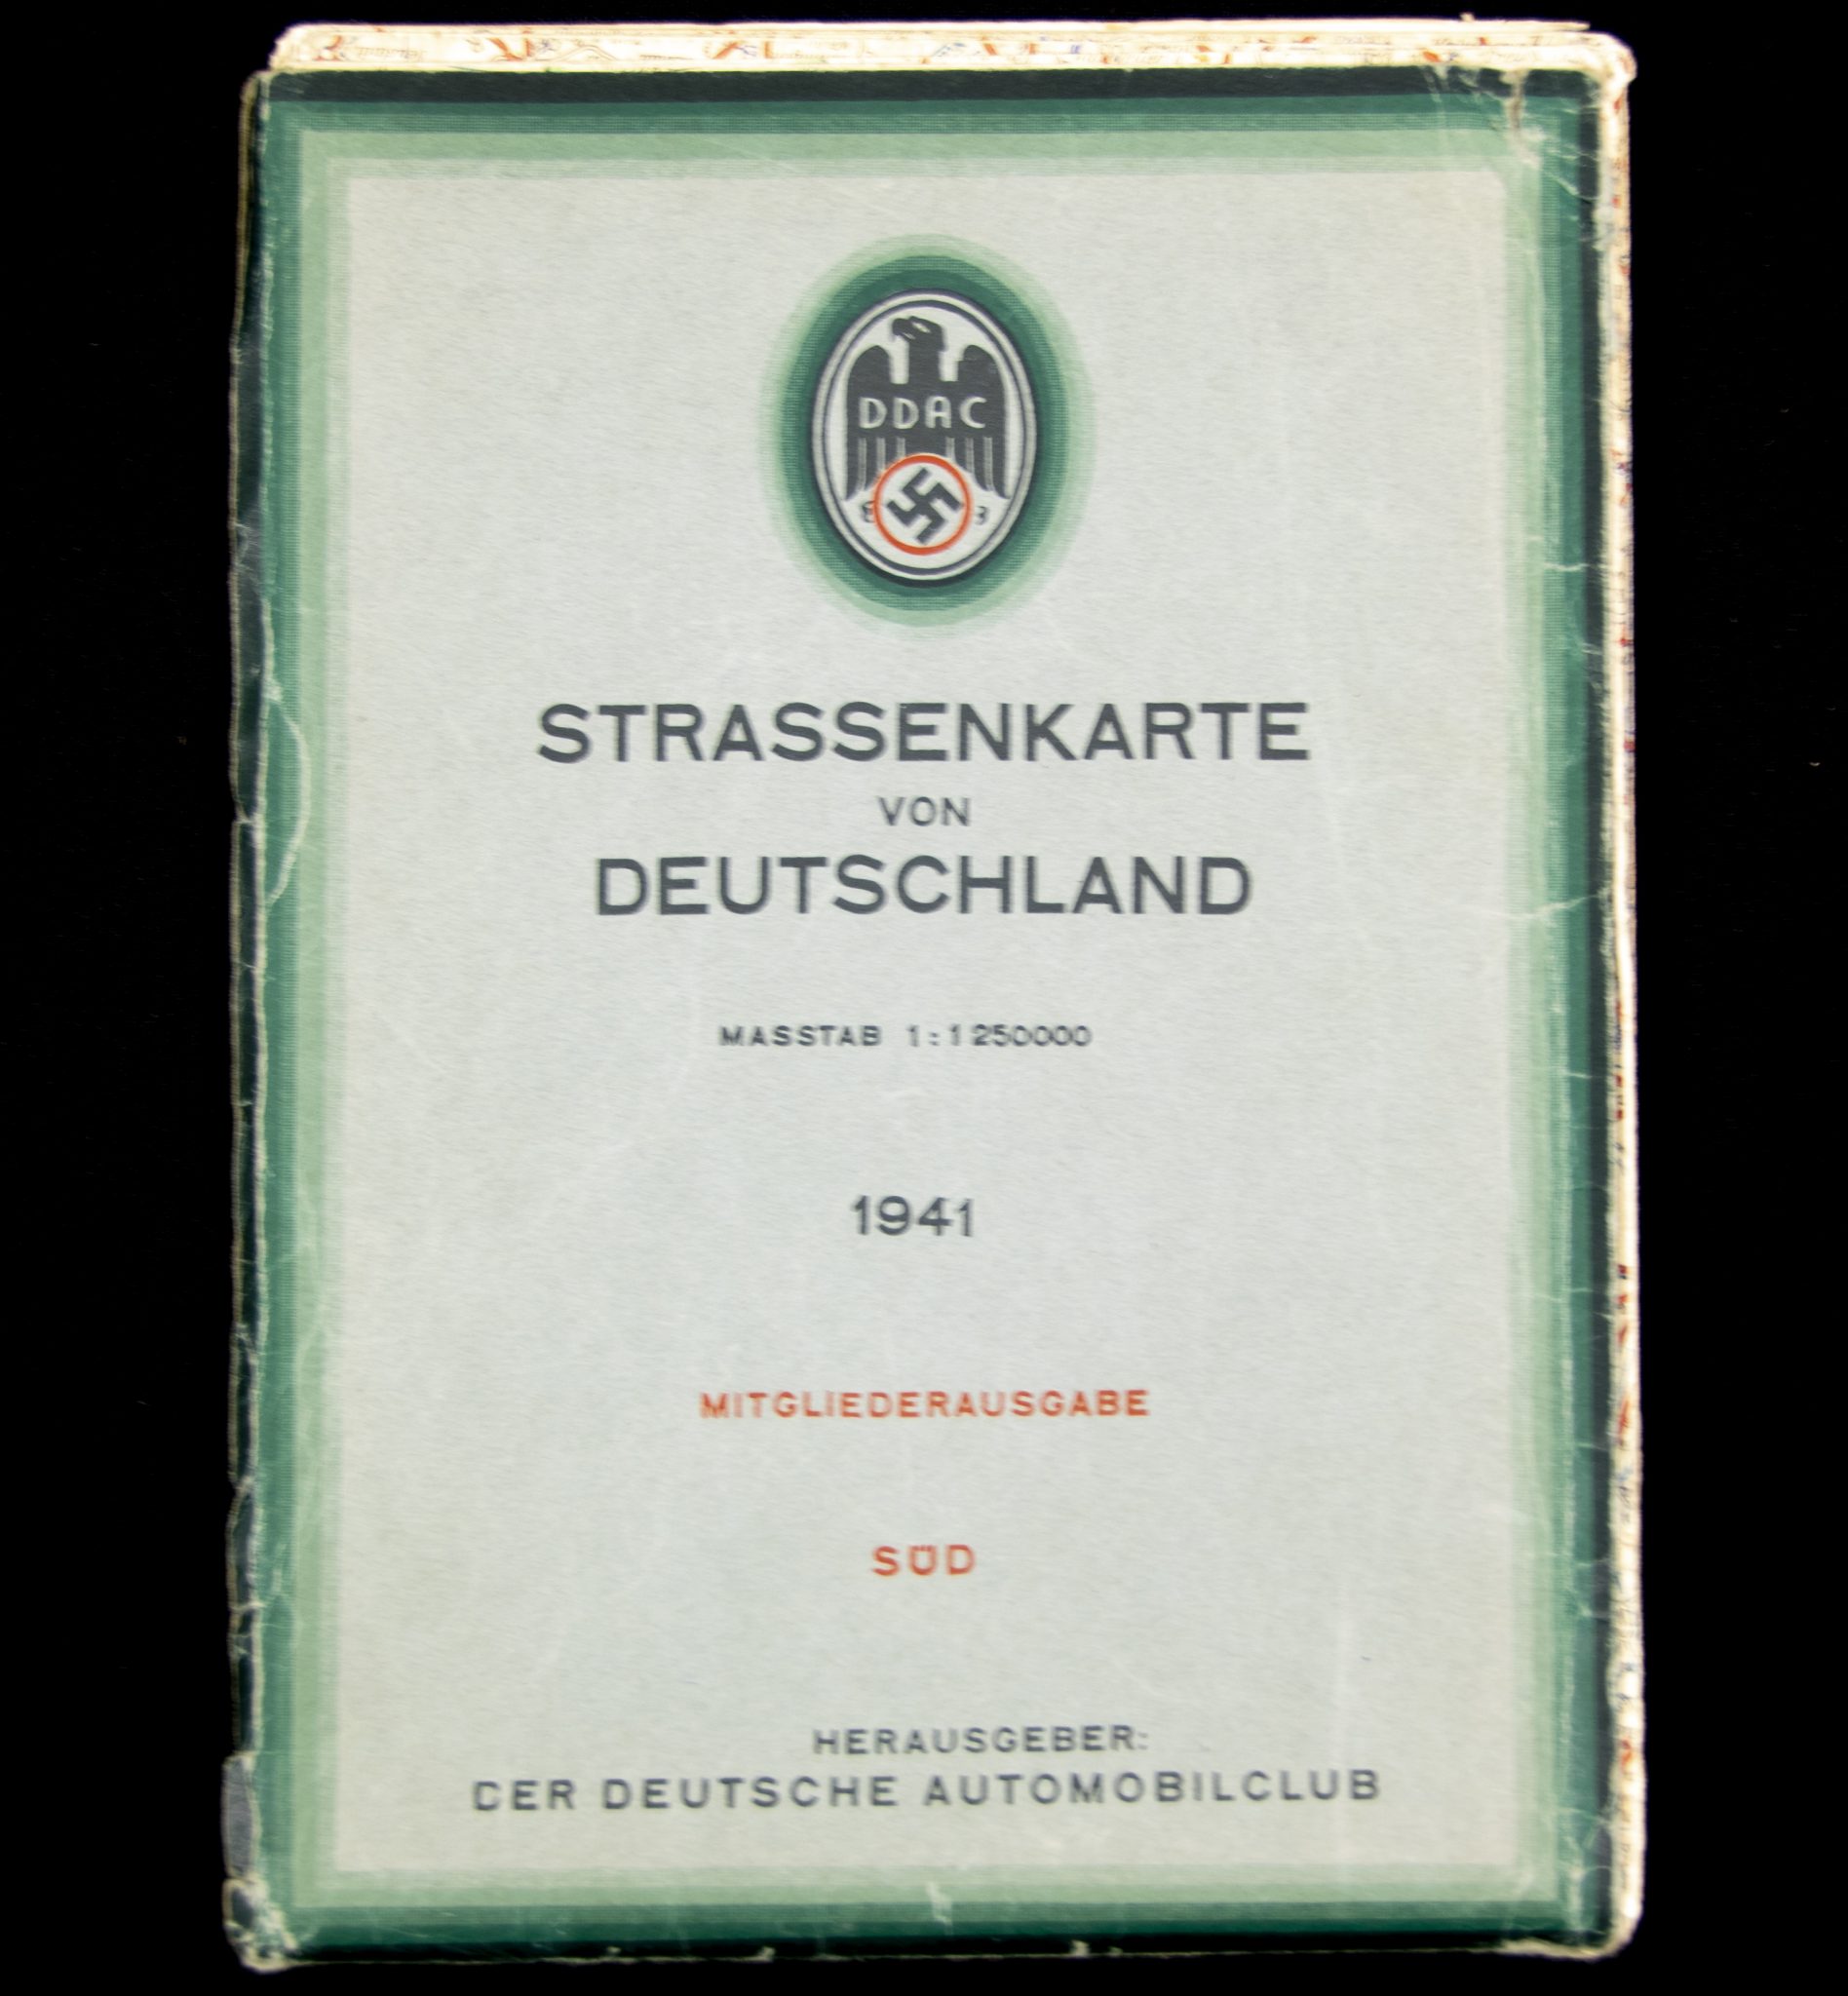 DDAC
STRASSENKARTE
VON
DEUTSCHLAND
MASSTAB 1:1250000
1941
MITGLIEDERAUSGABE
SÜD
HERAUSGEBER:
DER DEUTSCHE AUTOMOBILCLUB